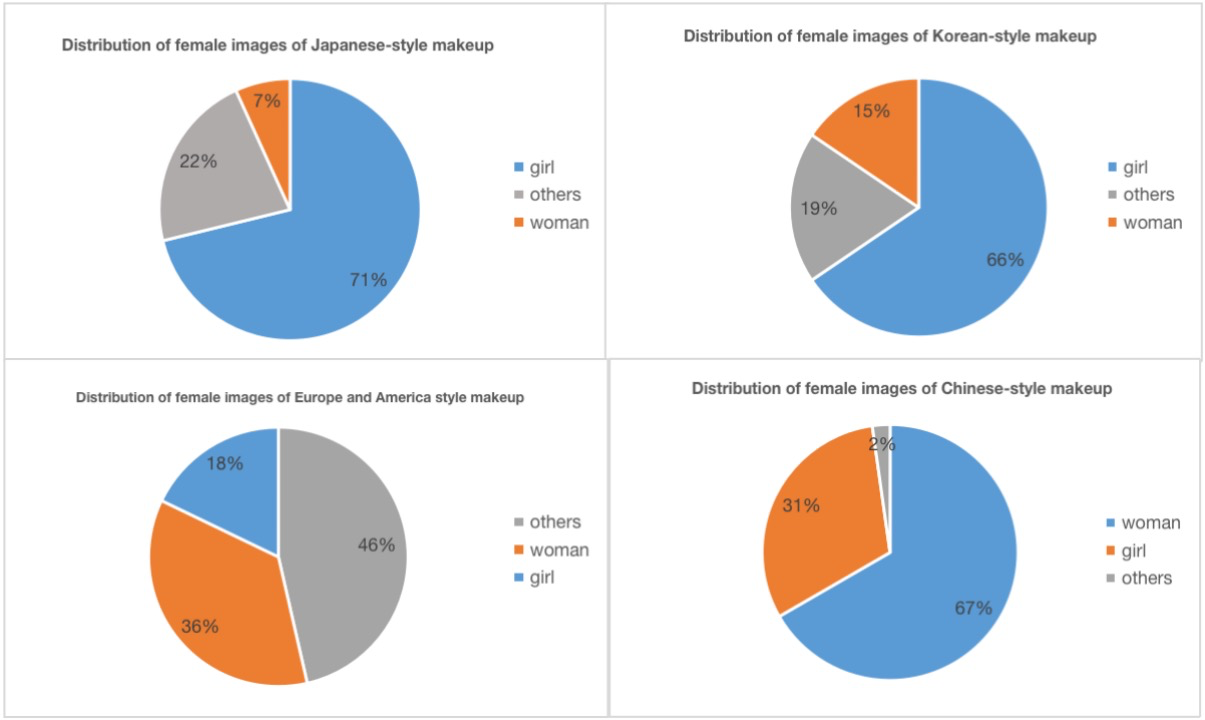 Distribution of female images of Japanese-style makeup
7%
22%
71%
girl
others
woman
Distribution of female images of Korean-style makeup
15%
19%
66%
girl
others
woman
Distribution of female images of Europe and America style makeup
18%
46%
36%
others
woman
girl
Distribution of female images of Chinese-style makeup
2%
31%
67%
woman
girl
others